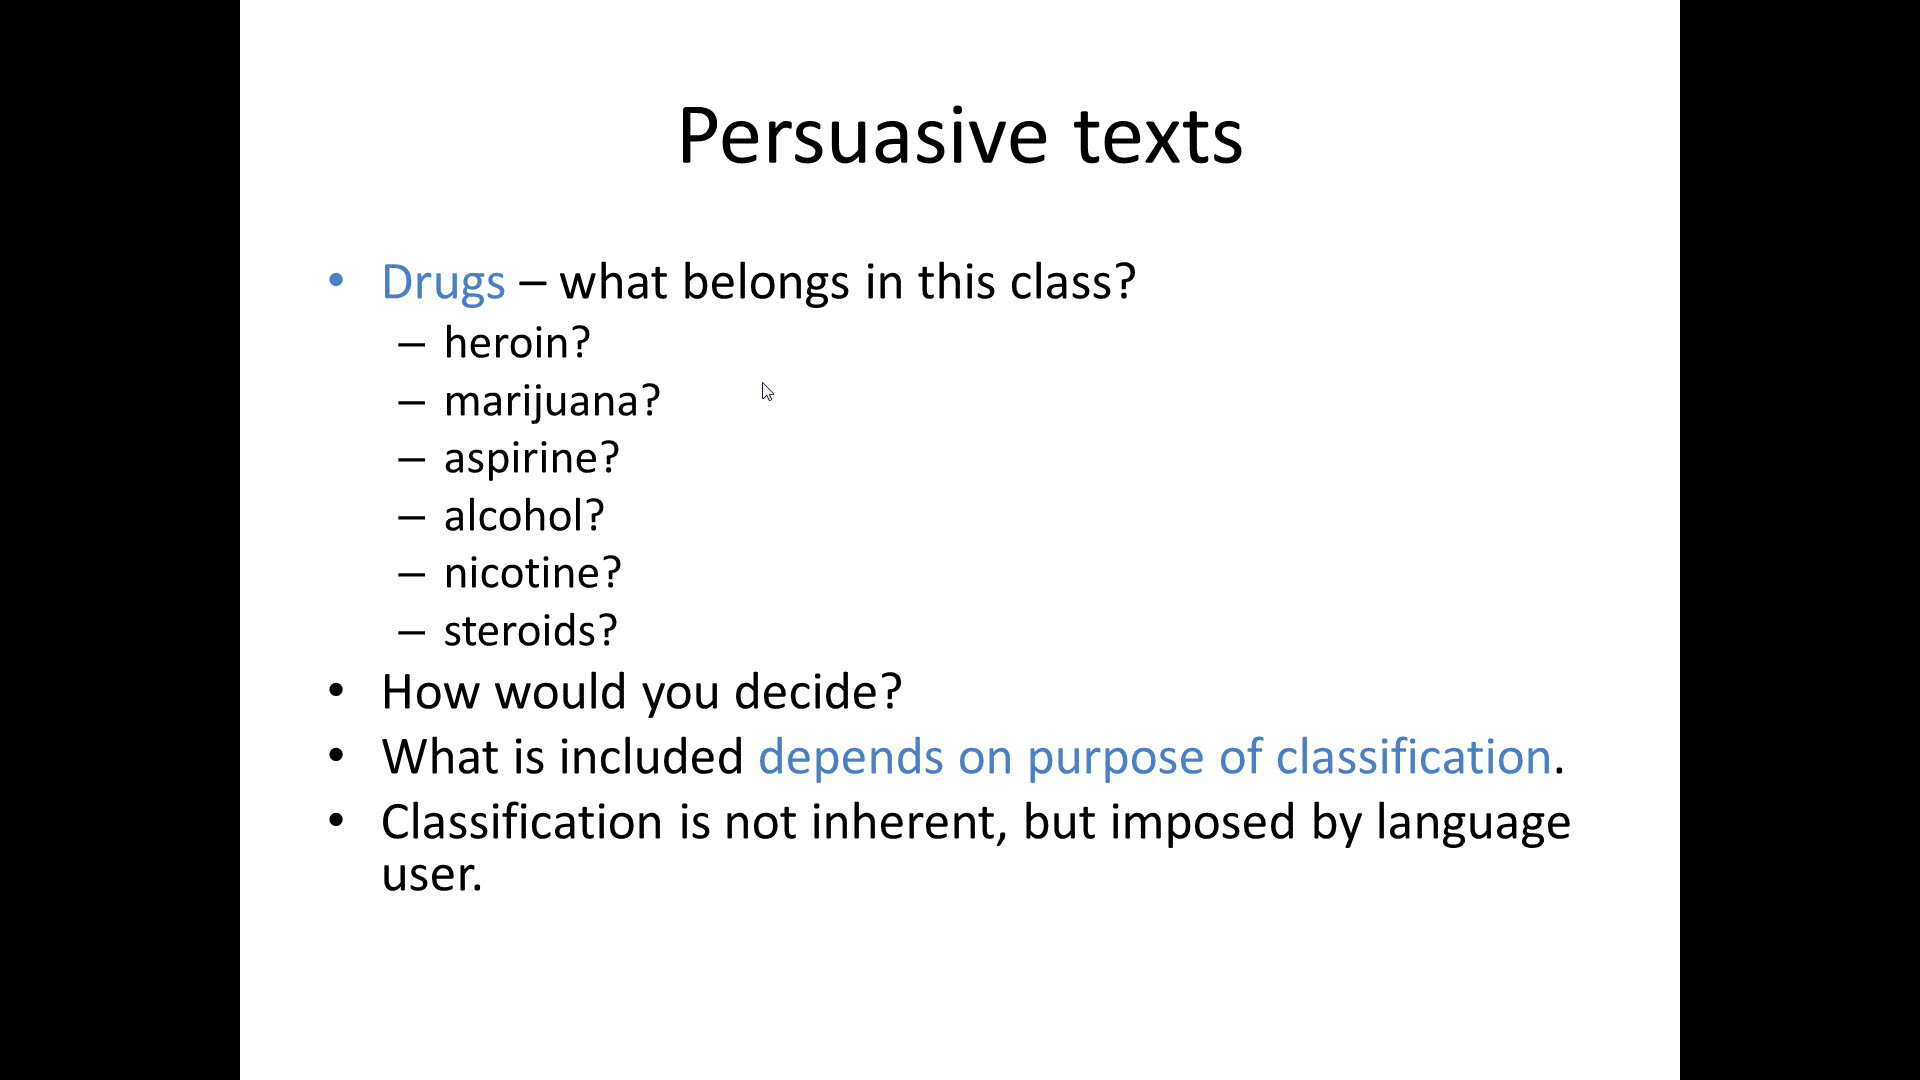 Persuasive texts
• Drugs – what belongs in this class?
– heroin?
– marijuana?
– aspirine?
– alcohol?
– nicotine?
– steroids?
• How would you decide?
• What is included depends on purpose of classification.
• Classification is not inherent, but imposed by language
user.